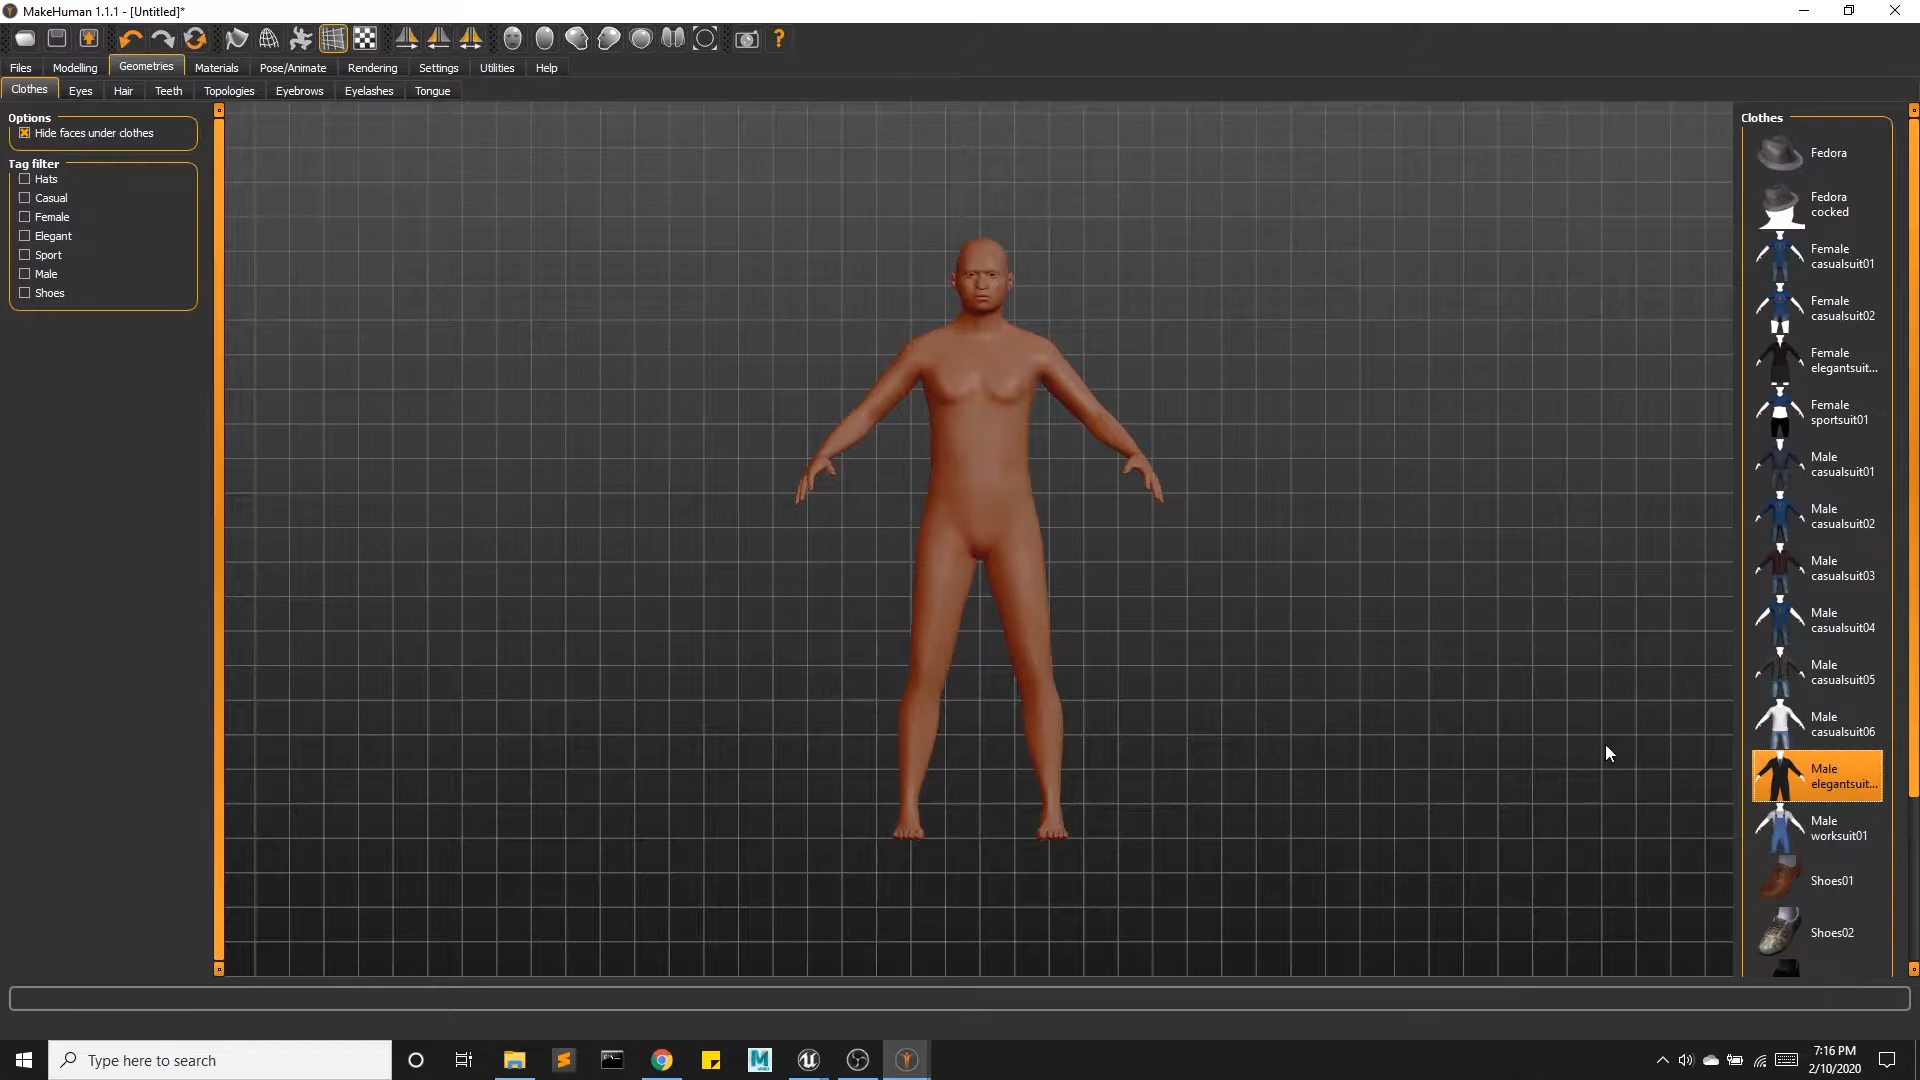 MakeHuman 1.1.1 - [Untitled]*
Files Modelling Geometries Materials Pose/Animate Rendering Settings Utilities Help
Clothes Eyes Hair Teeth Topologies Eyebrows Eyelashes Tongue
Options
Hide faces under clothes
Tag filter
Hats
Casual
Female
Elegant
Sport
Male
Shoes
Clothes
Fedora
Fedora
cocked
Female
casualsuit01
Female
casualsuit02
Female
elegantsuit...
Female
sportsuit01
Male
casualsuit01
Male
casualsuit02
Male
casualsuit03
Male
casualsuit04
Male
casualsuit05
Male
casualsuit06
Male
elegantsuit...
Male
worksuit01
Shoes01
Shoes02
Type here to search
7:16 PM
2/10/2020